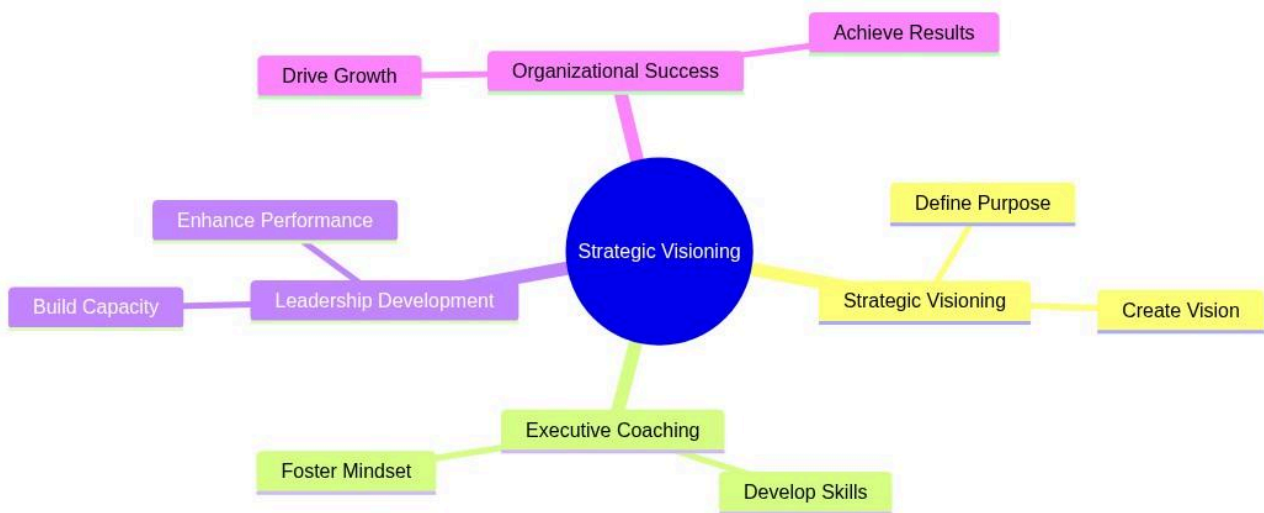 Achieve Results
Organizational Success
Drive Growth
Define Purpose
Enhance Performance
Strategic Visioning
Leadership Development
Strategic Visioning
Build Capacity
Create Vision
Executive Coaching
Foster Mindset
Develop Skills